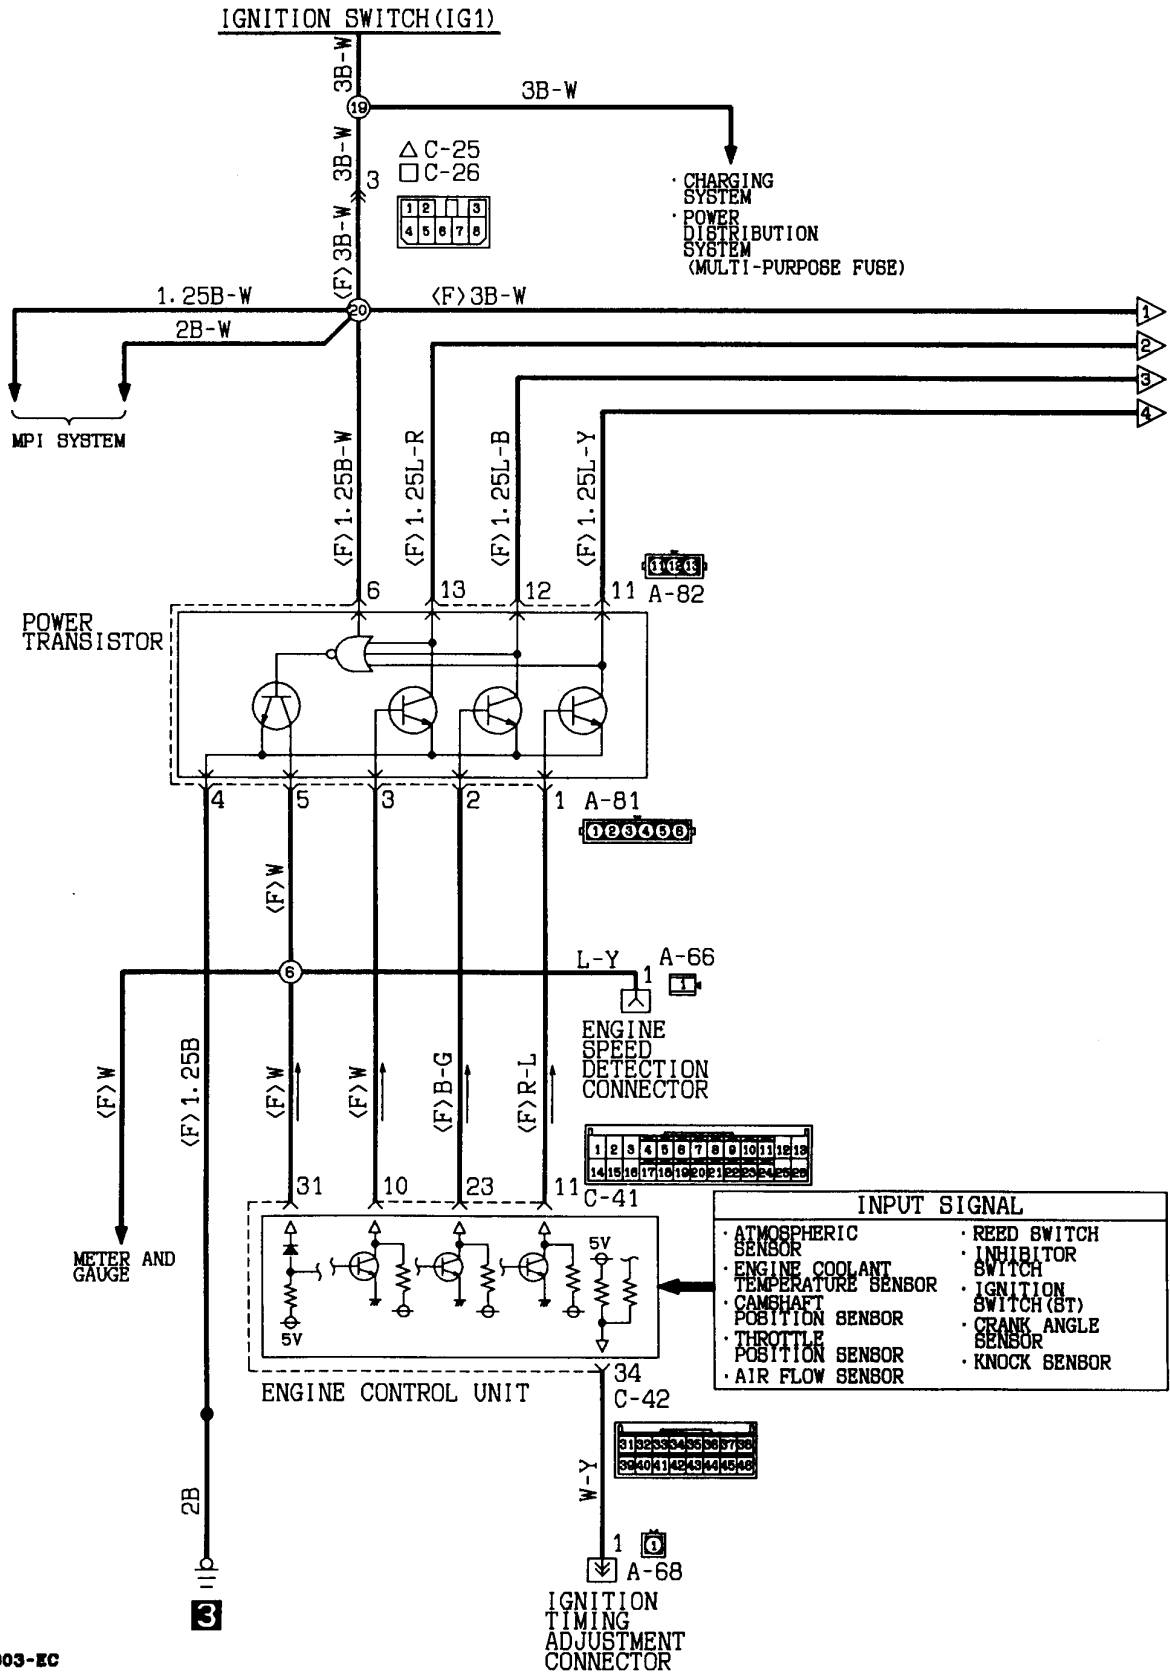 IGNITION SWITCH(IG1)
3B-W
19
3B-W
3B-W
3
△ C-25
□ C-26
1 2 3
4 5 6 7 8
· CHARGING
SYSTEM
· POWER
DISTRIBUTION
SYSTEM
(MULTI-PURPOSE FUSE)
<F>3B-W
1.25B-W
20
<F>3B-W
1
2B-W
2
3
4
MPI SYSTEM
<F>1.25B-W
<F>1.25L-R
<F>1.25L-B
<F>1.25L-Y
11 12 13
A-82
6
13
12
11
POWER
TRANSISTOR
4
5
3
2
1
A-81
1 2 3 4 5 6
<F>W
6
L-Y
1
A-66
1
ENGINE
SPEED
DETECTION
CONNECTOR
<F>W
<F>1.25B
<F>W
<F>W
<F>B-G
<F>R-L
1 2 3 4 5 6 7 8 9 10 11 12 13
14 15 16 17 18 19 20 21 22 23 24 25 26
31
10
23
11
C-41
METER AND
GAUGE
5V
5V
INPUT SIGNAL
· ATMOSPHERIC
SENSOR
· ENGINE COOLANT
TEMPERATURE SENSOR
· CAMSHAFT
POSITION SENSOR
· THROTTLE
POSITION SENSOR
· AIR FLOW SENSOR
· REED SWITCH
· INHIBITOR
SWITCH
· IGNITION
SWITCH(ST)
· CRANK ANGLE
SENSOR
· KNOCK SENSOR
ENGINE CONTROL UNIT
34
C-42
31 32 33 34 35 36 37 38
39 40 41 42 43 44 45 46
2B
W-Y
1
1
A-68
3
IGNITION
TIMING
ADJUSTMENT
CONNECTOR
03-EC